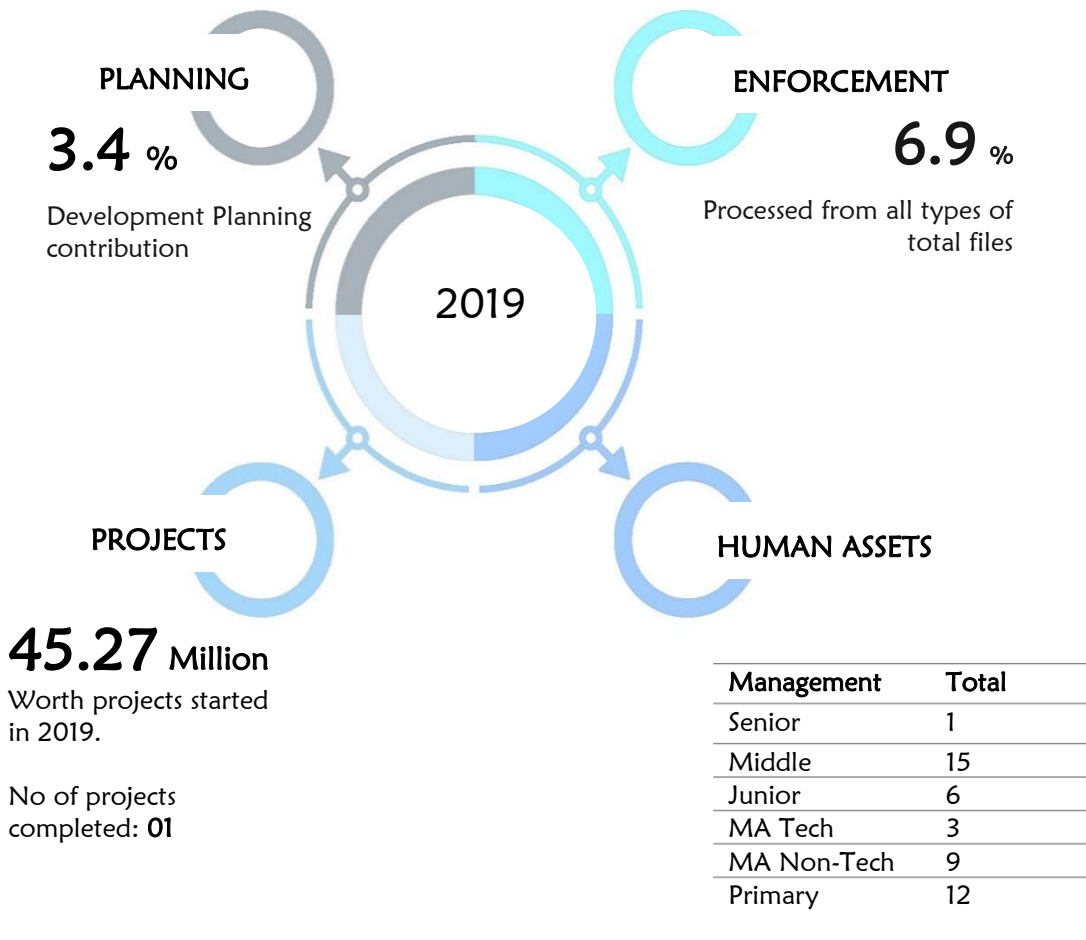 PLANNING
3.4 %
Development Planning
contribution
ENFORCEMENT
6.9 %
Processed from all types of
total files
2019
PROJECTS
45.27 Million
Worth projects started
in 2019.
No of projects
completed: 01
HUMAN ASSETS
Management Total
Senior 1
Middle 15
Junior 6
MA Tech 3
MA Non-Tech 9
Primary 12